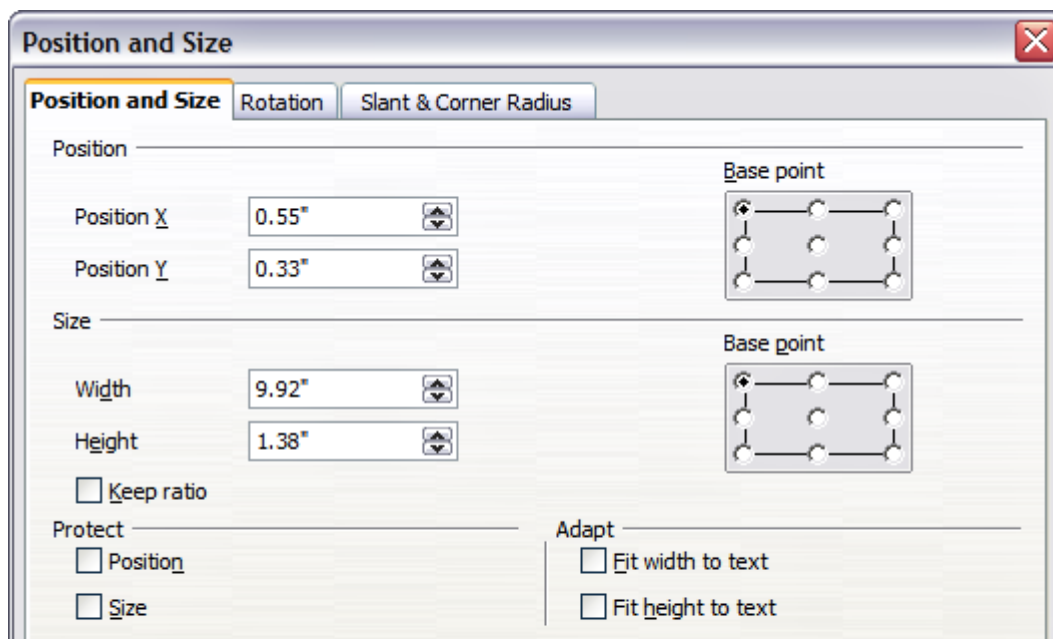 Position and Size
Position and Size Rotation Slant & Corner Radius
Position
Base point
Position X 0.55"
Position Y 0.33"
Size
Base point
Width 9.92"
Height 1.38"
Keep ratio
Protect Adapt
Position Fit width to text
Size Fit height to text